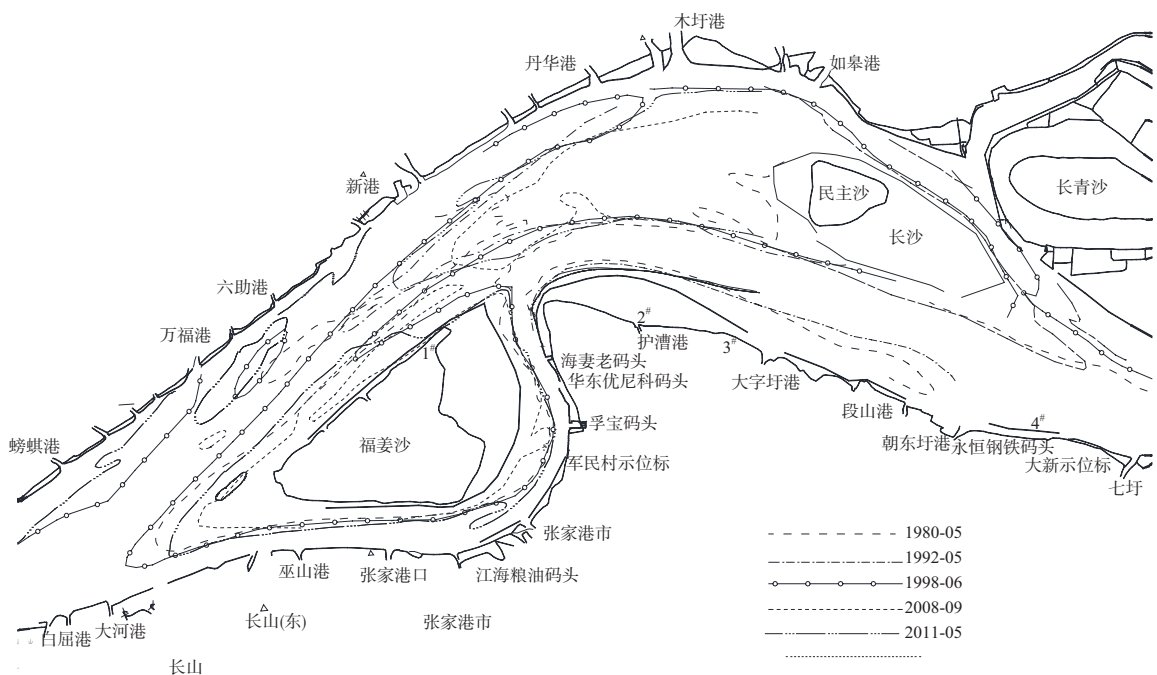 木圩港
丹华港
如皋港
新港
民主沙
长青沙
长沙
六助港
万福港
1#
2#
护漕港
3#
海妻老码头
华东优尼科码头
大字圩港
孚宝码头
段山港
4#
螃蜞港
福姜沙
朝东圩港
永恒钢铁码头
军民村示位标
大新示位标
七圩
张家港市
1980-05
1992-05
巫山港
张家港口
江海粮油码头
1998-06
2008-09
长山(东)
张家港市
白屈港
大河港
2011-05
长山